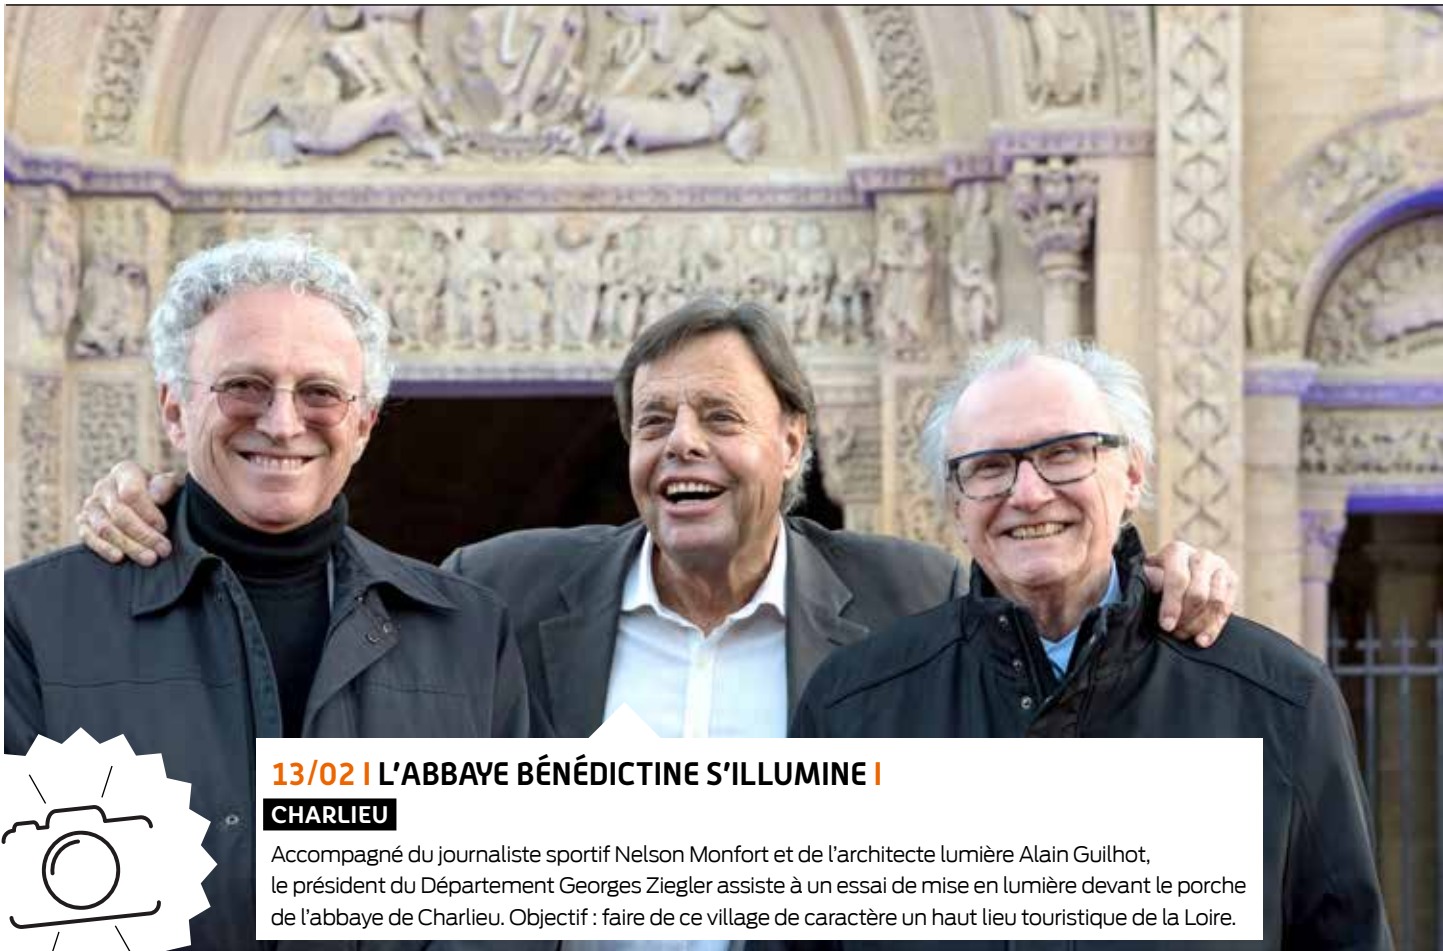 13/02 I L'ABBAYE BÉNÉDICTINE S'ILLUMINE I
CHARLIEU
Accompagné du journaliste sportif Nelson Monfort et de l'architecte lumière Alain Guilhot,
le président du Département Georges Ziegler assiste à un essai de mise en lumière devant le porche
de l'abbaye de Charlieu. Objectif : faire de ce village de caractère un haut lieu touristique de la Loire.